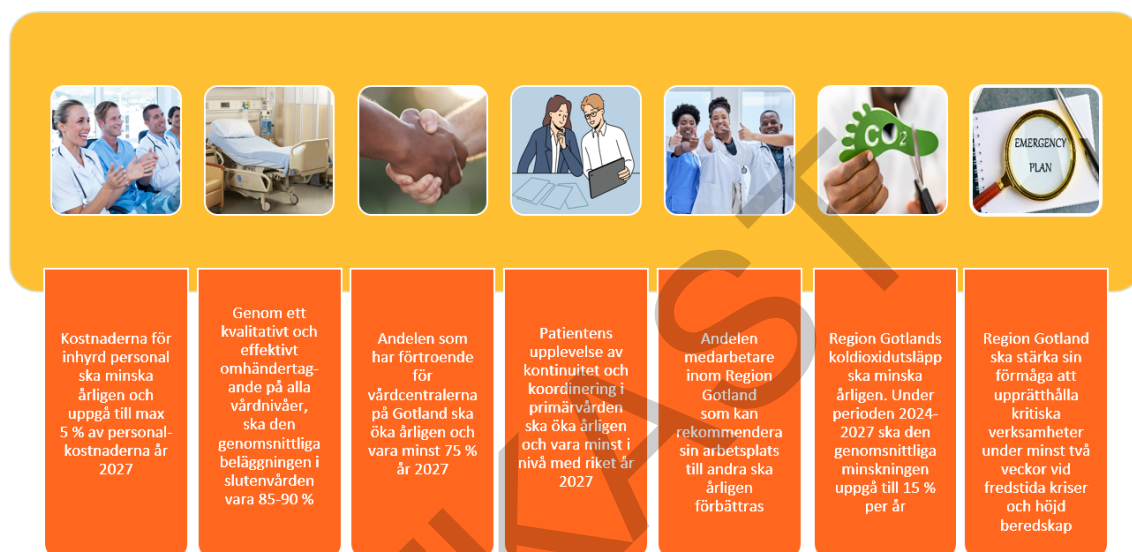 CO2
EMERGENCY
PLAN
Kostnaderna för
inhyrd personal
ska minska
årligen och
uppgå till max
5 % av personal-
kostnaderna år
2027
Genom ett
kvalitativt och
effektivt
omhändertag-
ande på alla
vårdnivåer,
ska den
genomsnittliga
beläggningen i
slutenvården
vara 85-90 %
Andelen som
har förtroende
för
vårdcentralerna
på Gotland ska
öka årligen och
vara minst 75 %
år 2027
Patientens
upplevelse av
kontinuitet och
koordinering i
primärvården
ska öka årligen
och vara minst i
nivå med riket år
2027
Andelen
medarbetare
inom Region
Gotland
som kan
rekommendera
sin arbetsplats
till andra ska
årligen
förbättras
Region Gotlands
koldioxidutsläpp
ska minska
årligen. Under
perioden 2024-
2027 ska den
genomsnittliga
minskningen
uppgå till 15 %
per år
Region Gotland
ska stärka sin
förmåga att
upprätthålla
kritiska
verksamheter
under minst två
veckor vid
fredstida kriser
och höjd
beredskap